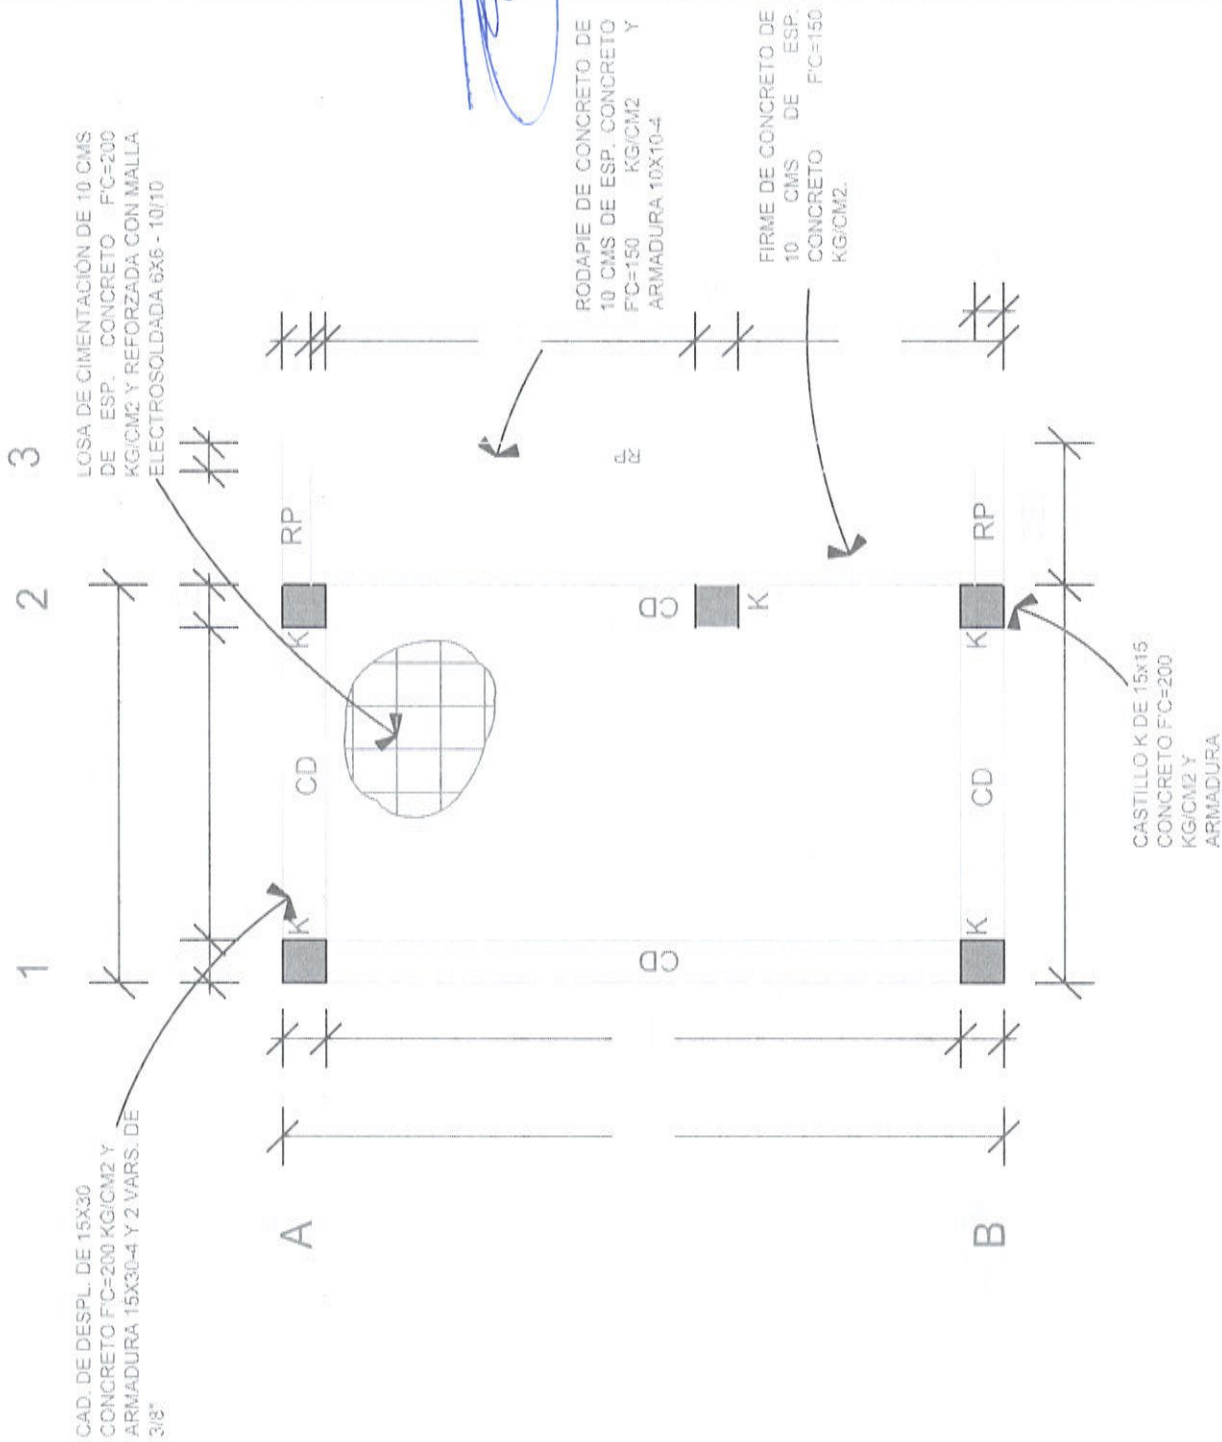 1
2
3
CAD. DE DESPL. DE 15X30
CONCRETO F'C=200 KG/CM2 Y
ARMADURA 15X30-4 Y 2 VARS. DE
3/8"
LOSA DE CIMENTACIÓN DE 10 CMS
DE ESP. CONCRETO F'C=200
KG/CM2 Y REFORZADA CON MALLA
ELECTROSOLDADA 6X6 - 10/10
RODAPIE DE CONCRETO DE
10 CMS DE ESP. CONCRETO
F'C=150 KG/CM2 Y
ARMADURA 10X10-4
FIRME DE CONCRETO DE
10 CMS DE ESP.
CONCRETO F'C=150
KG/CM2.
A
K
CD
K
RP
CD
CD
K
RP
B
K
CD
K
RP
CASTILLO K DE 15x15
CONCRETO F'C=200
KG/CM2 Y
ARMADURA